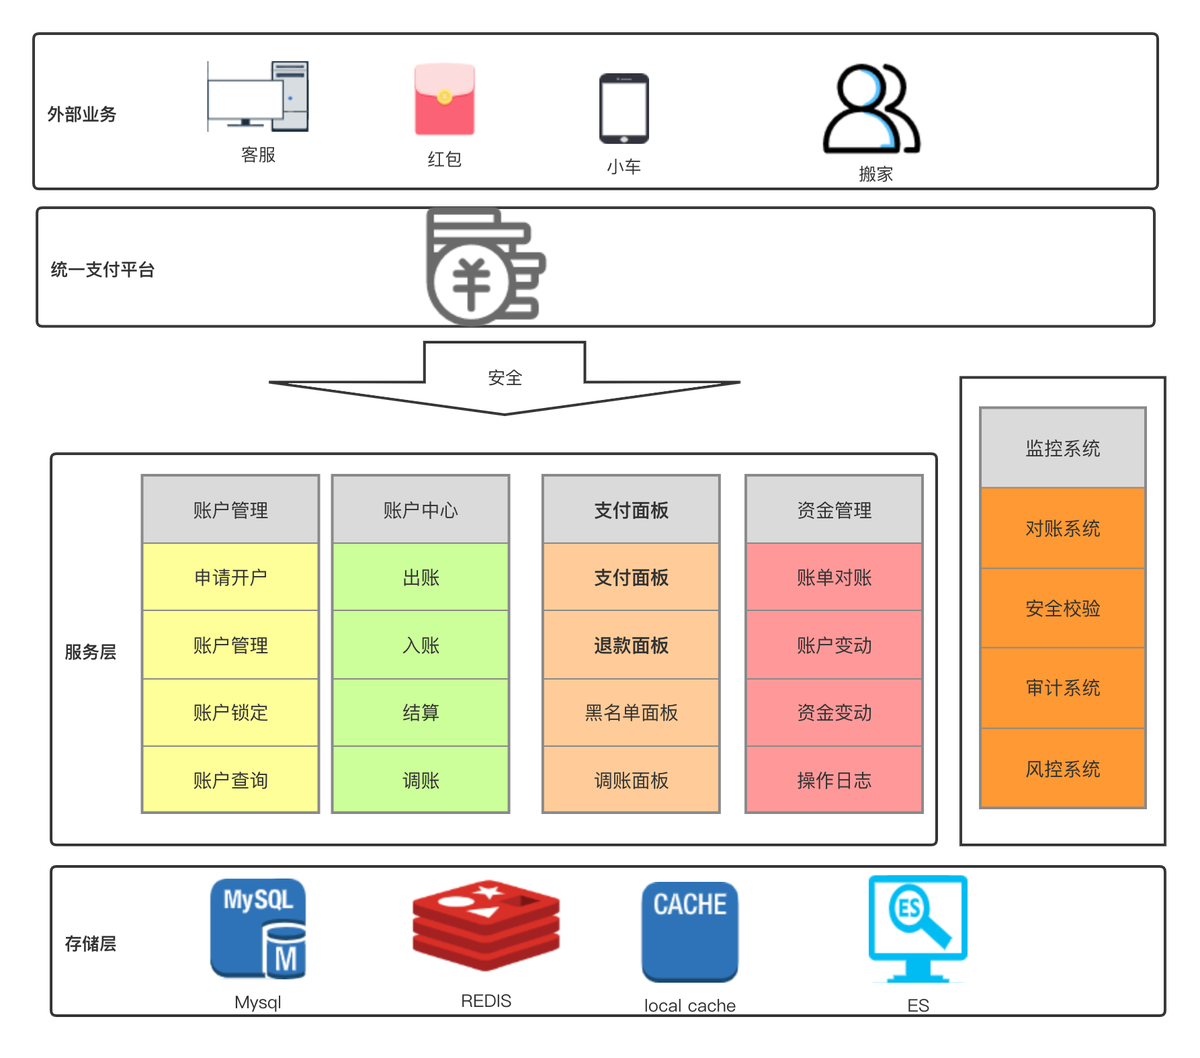 外部业务
客服
红包
小车
搬家
统一支付平台
¥
安全
服务层
账户管理
申请开户
账户管理
账户锁定
账户查询
账户中心
出账
入账
结算
调账
支付面板
支付面板
退款面板
黑名单面板
调账面板
资金管理
账单对账
账户变动
资金变动
操作日志
监控系统
对账系统
安全校验
审计系统
风控系统
存储层
MySQL
M
Mysql
REDIS
CACHE
local cache
ES
ES